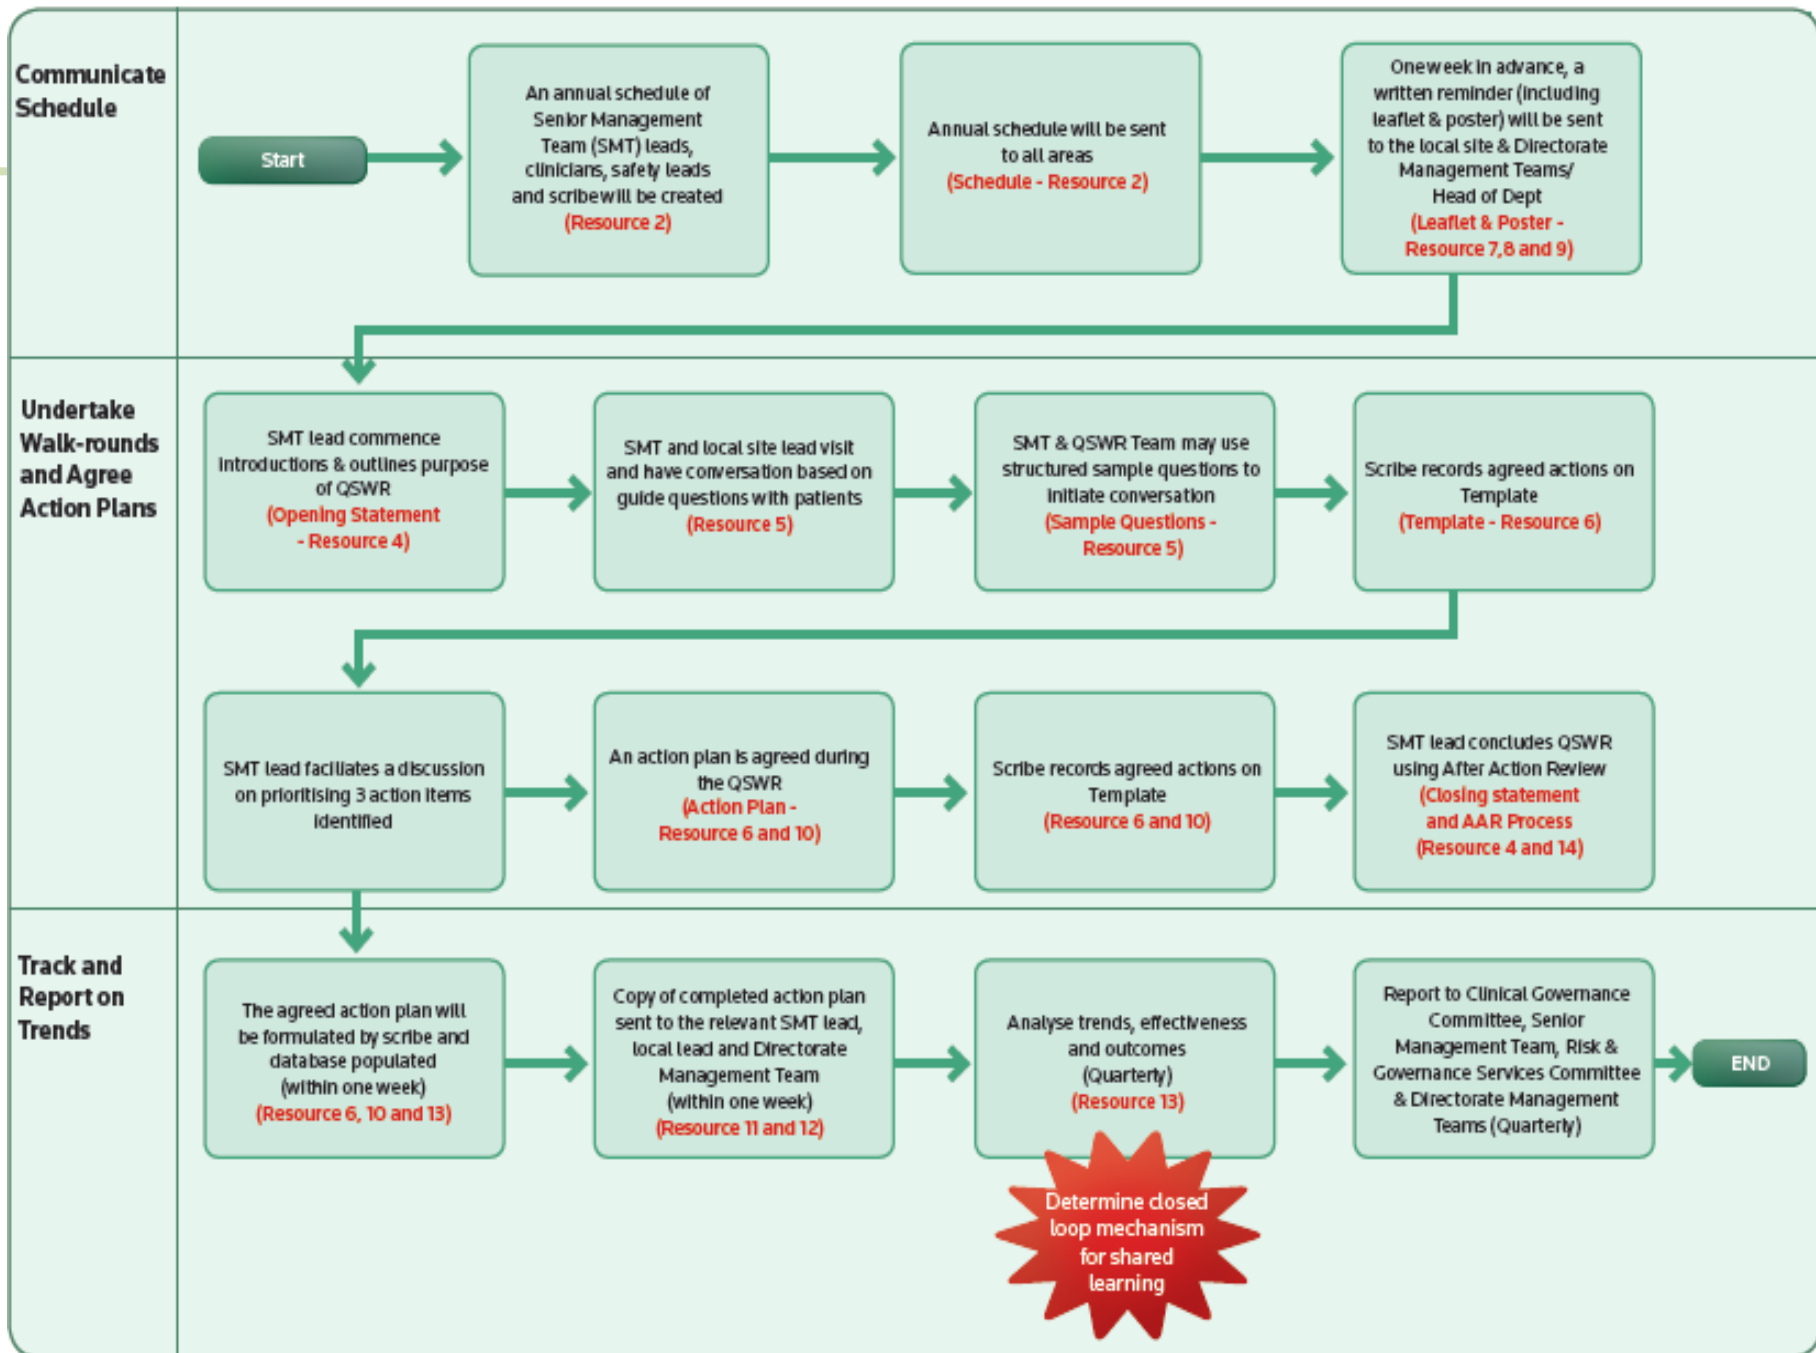 Communicate
Schedule
Start
An annual schedule of
Senior Management
Team (SMT) leads,
clinicians, safety leads
and scribe will be created
(Resource 2)
Annual schedule will be sent
to all areas
(Schedule - Resource 2)
One week in advance, a
written reminder (including
leaflet & poster) will be sent
to the local site & Directorate
Management Teams/
Head of Dept
(Leaflet & Poster -
Resource 7,8 and 9)
Undertake
Walk-rounds
and Agree
Action Plans
SMT lead commence
introductions & outlines purpose
of QSWR
(Opening Statement
- Resource 4)
SMT and local site lead visit
and have conversation based on
guide questions with patients
(Resource 5)
SMT & QSWR Team may use
structured sample questions to
initiate conversation
(Sample Questions -
Resource 5)
Scribe records agreed actions on
Template
(Template - Resource 6)
SMT lead facilitates a discussion
on prioritising 3 action items
identified
An action plan is agreed during
the QSWR
(Action Plan -
Resource 6 and 10)
Scribe records agreed actions on
Template
(Resource 6 and 10)
SMT lead concludes QSWR
using After Action Review
(Closing statement
and AAR Process
(Resource 4 and 14)
Track and
Report on
Trends
The agreed action plan will
be formulated by scribe and
database populated
(within one week)
(Resource 6, 10 and 13)
Copy of completed action plan
sent to the relevant SMT lead,
local lead and Directorate
Management Team
(within one week)
(Resource 11 and 12)
Analyse trends, effectiveness
and outcomes
(Quarterly)
(Resource 13)
Report to Clinical Governance
Committee, Senior
Management Team, Risk &
Governance Services Committee
& Directorate Management
Teams (Quarterly)
END
Determine closed
loop mechanism
for shared
learning